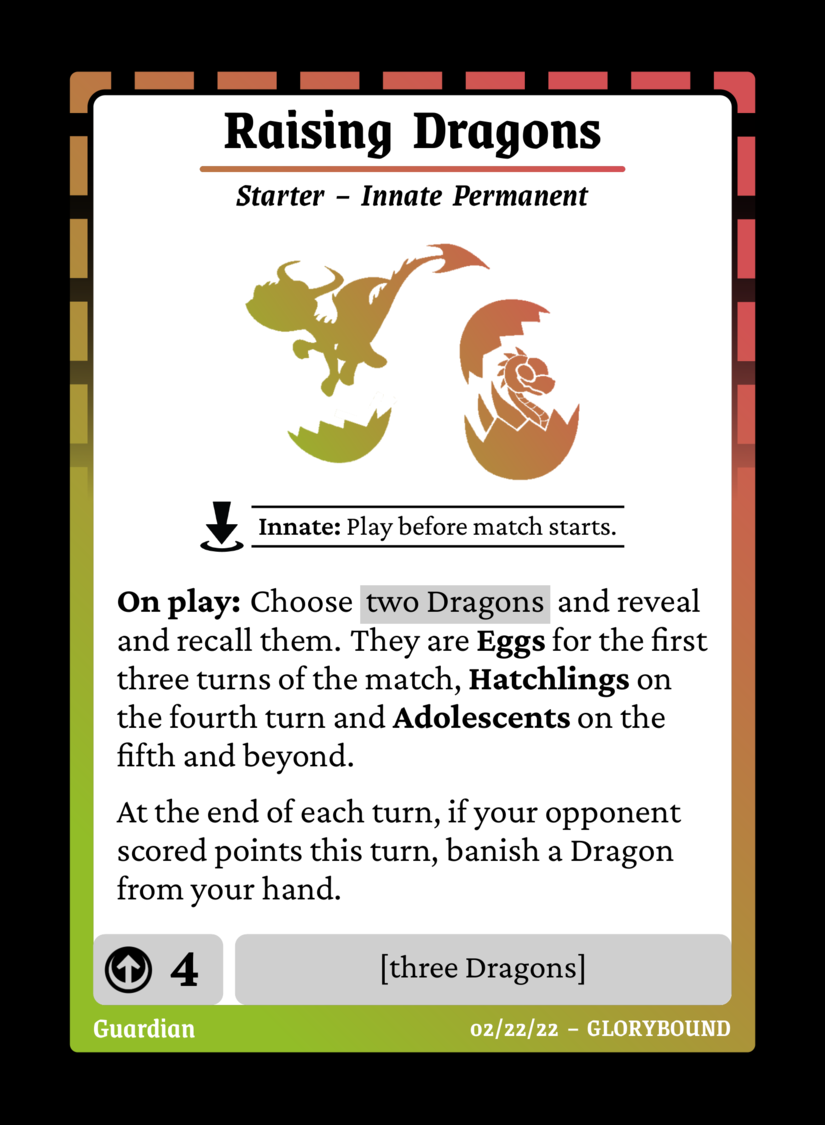 Raising Dragons
Starter – Innate Permanent
Innate: Play before match starts.
On play: Choose two Dragons and reveal
and recall them. They are Eggs for the first
three turns of the match, Hatchlings on
the fourth turn and Adolescents on the
fifth and beyond.
At the end of each turn, if your opponent
scored points this turn, banish a Dragon
from your hand.
4
[three Dragons]
Guardian
02/22/22 – GLORYBOUND